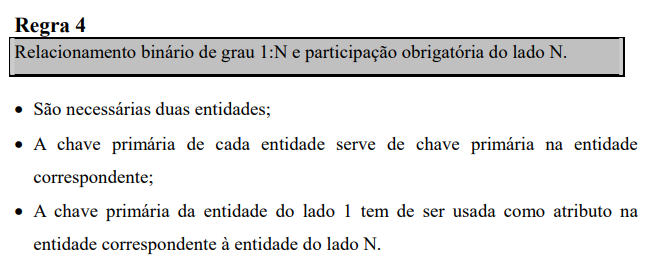 Regra 4
Relacionamento binário de grau 1:N e participação obrigatória do lado N.
• São necessárias duas entidades;
• A chave primária de cada entidade serve de chave primária na entidade
correspondente;
• A chave primária da entidade do lado 1 tem de ser usada como atributo na
entidade correspondente à entidade do lado N.